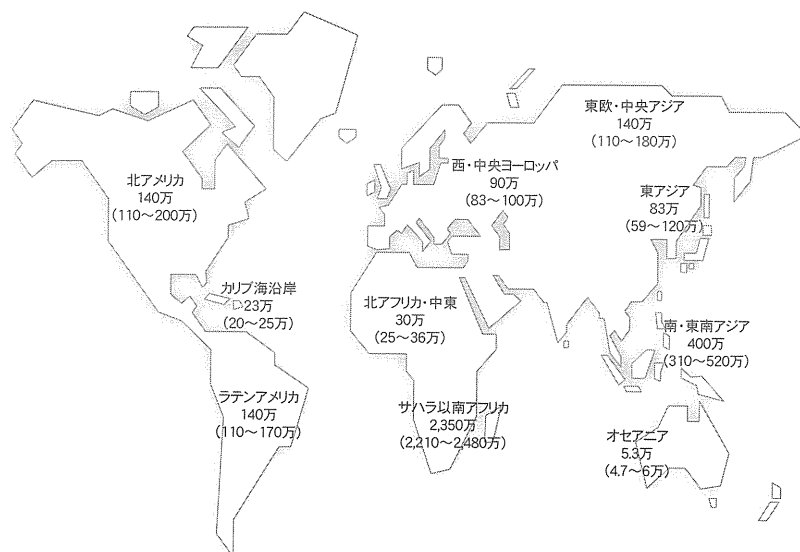 東欧・中央アジア
140万
(110～180万)
西・中央ヨーロッパ
90万
(83～100万)
北アメリカ
140万
(110～200万)
東アジア
83万
(59～120万)
カリブ海沿岸
23万
(20～25万)
北アフリカ・中東
30万
(25～36万)
南・東南アジア
400万
(310～520万)
ラテンアメリカ
140万
(110～170万)
サハラ以南アフリカ
2,350万
(2,210～2,480万)
オセアニア
5.3万
(4.7～6万)